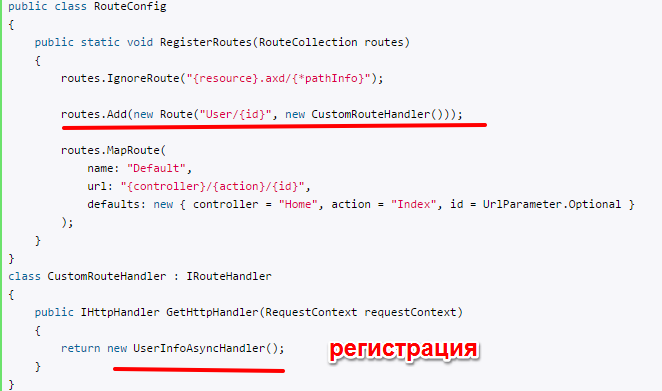 public class RouteConfig
{
    public static void RegisterRoutes(RouteCollection routes)
    {
        routes.IgnoreRoute("{resource}.axd/{*pathInfo}");
        routes.Add(new Route("User/{id}", new CustomRouteHandler()));
        routes.MapRoute(
            name: "Default",
            url: "{controller}/{action}/{id}",
            defaults: new { controller = "Home", action = "Index", id = UrlParameter.Optional }
        );
    }
}
class CustomRouteHandler : IRouteHandler
{
    public IHttpHandler GetHttpHandler(RequestContext requestContext)
    {
        return new UserInfoAsyncHandler();
регистрация
    }
}